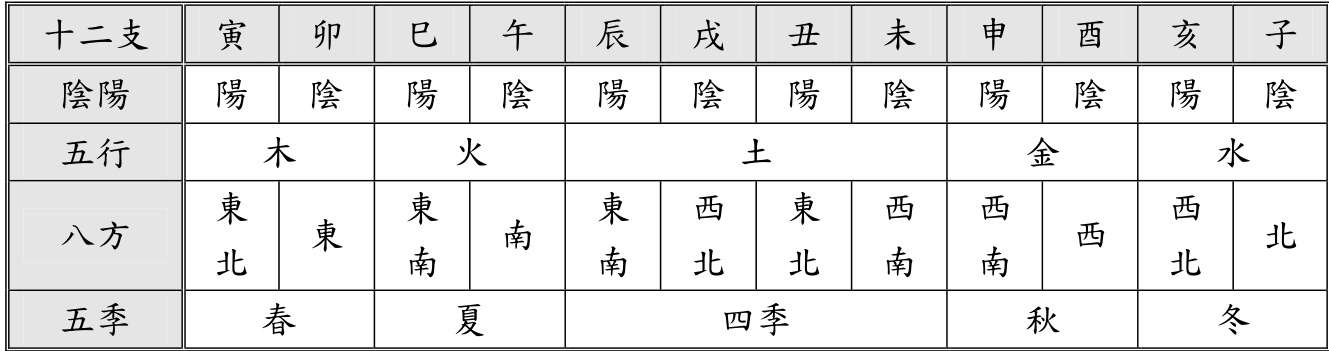 十二支 寅 卯 巳 午 辰 戌 丑 未 申 酉 亥 子
陰陽 陽 陰 陽 陰 陽 陰 陽 陰 陽 陰 陽 陰
五行 木 火 土 金 水
八方 東北 東 東南 南 東南 西北 東北 西南 西南 西 西北 北
五季 春 夏 四季 秋 冬